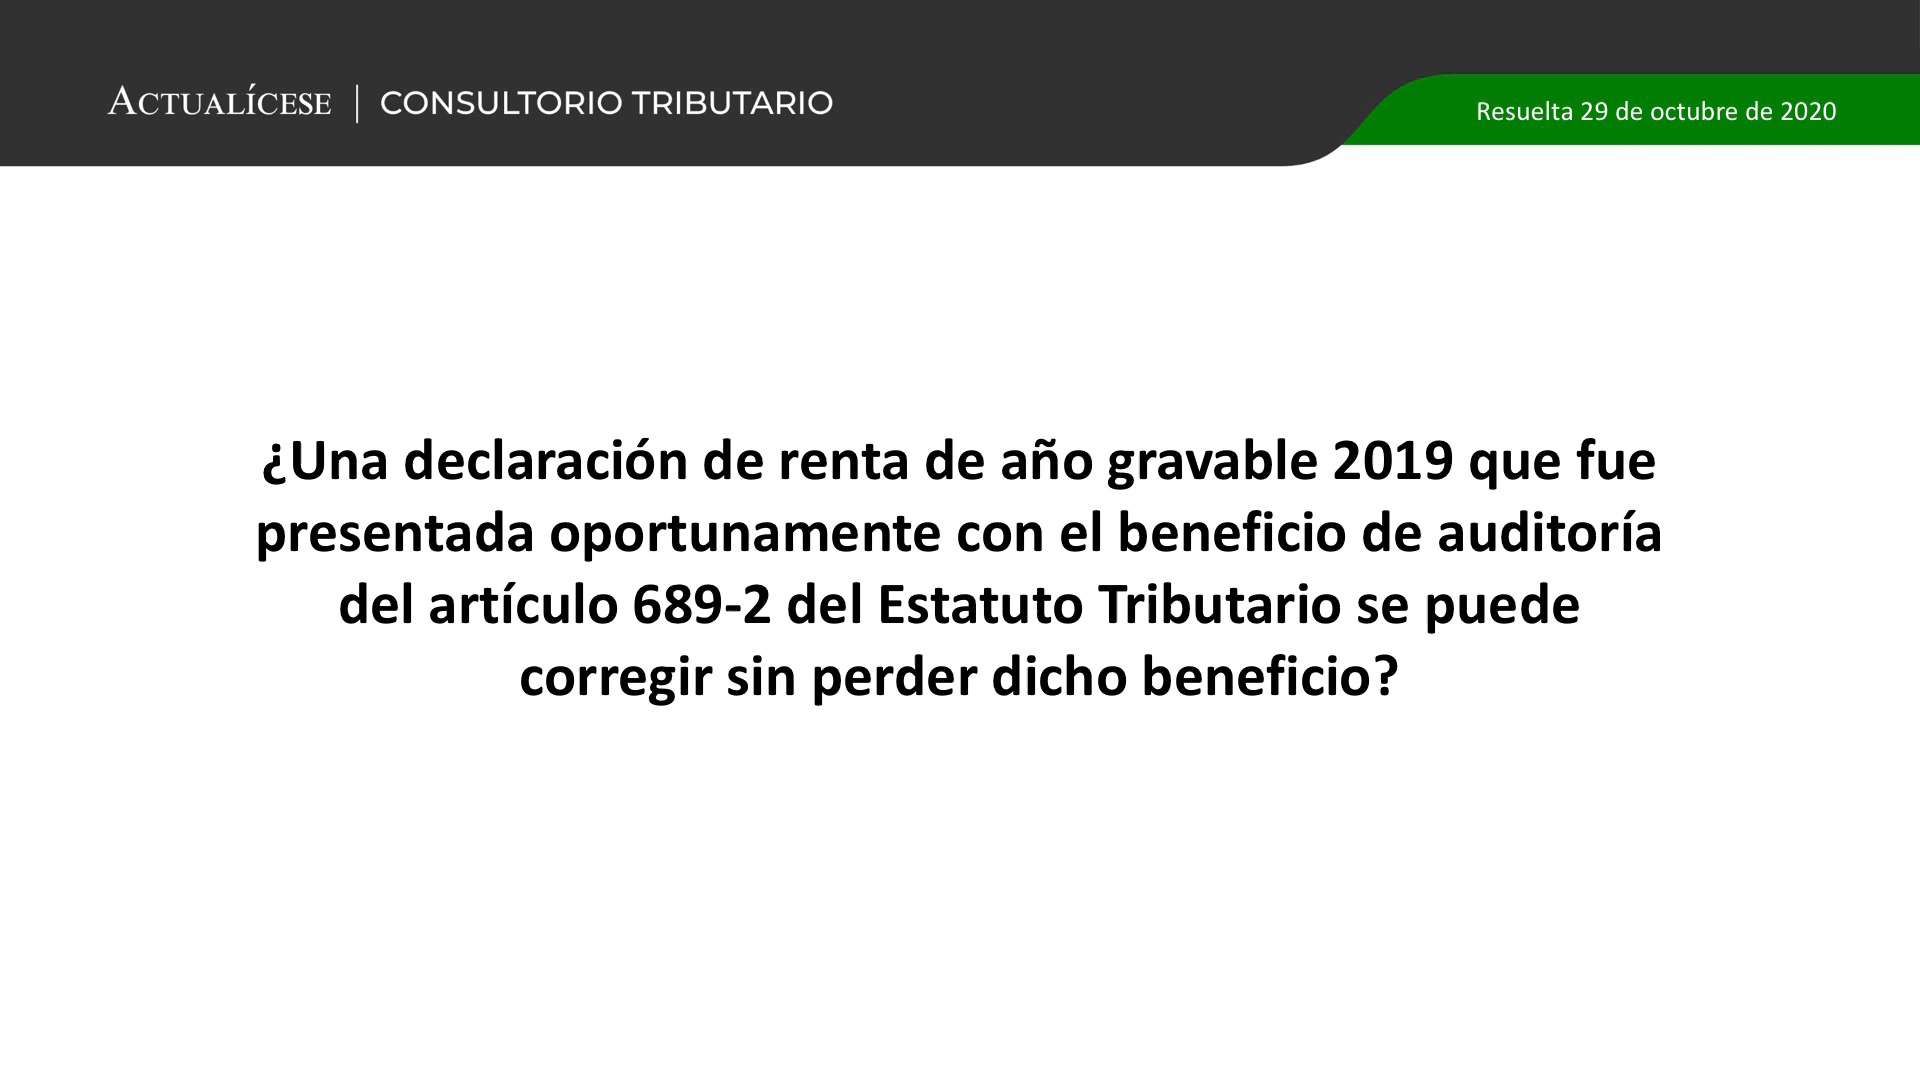 ACTUALÍCESE | CONSULTORIO TRIBUTARIO
Resuelta 29 de octubre de 2020
¿Una declaración de renta de año gravable 2019 que fue
presentada oportunamente con el beneficio de auditoría
del artículo 689-2 del Estatuto Tributario se puede
corregir sin perder dicho beneficio?